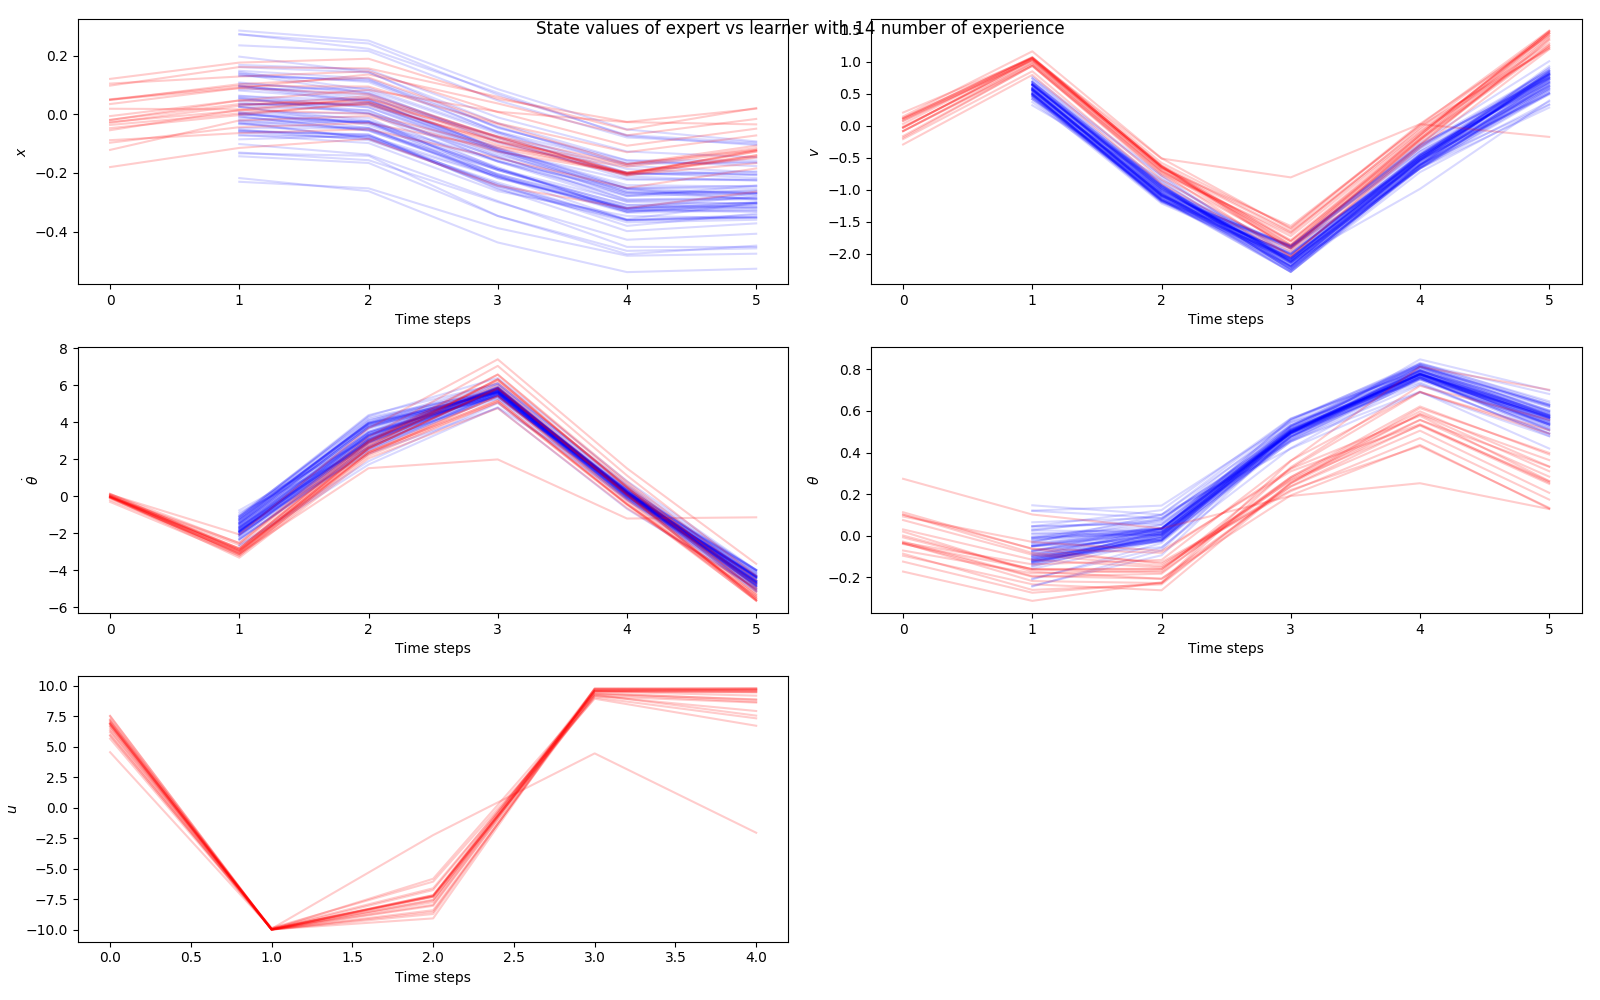 State values of expert vs learner with 14 number of experience
0.2
0.0
−0.2
−0.4
x
0 1 2 3 4 5
Time steps
1.5
1.0
0.5
0.0
−0.5
−1.0
−1.5
−2.0
v
0 1 2 3 4 5
Time steps
8
6
4
2
0
−2
−4
−6
θ̇
0 1 2 3 4 5
Time steps
0.8
0.6
0.4
0.2
0.0
−0.2
θ
0 1 2 3 4 5
Time steps
10.0
7.5
5.0
2.5
0.0
−2.5
−5.0
−7.5
−10.0
u
0.0 0.5 1.0 1.5 2.0 2.5 3.0 3.5 4.0
Time steps